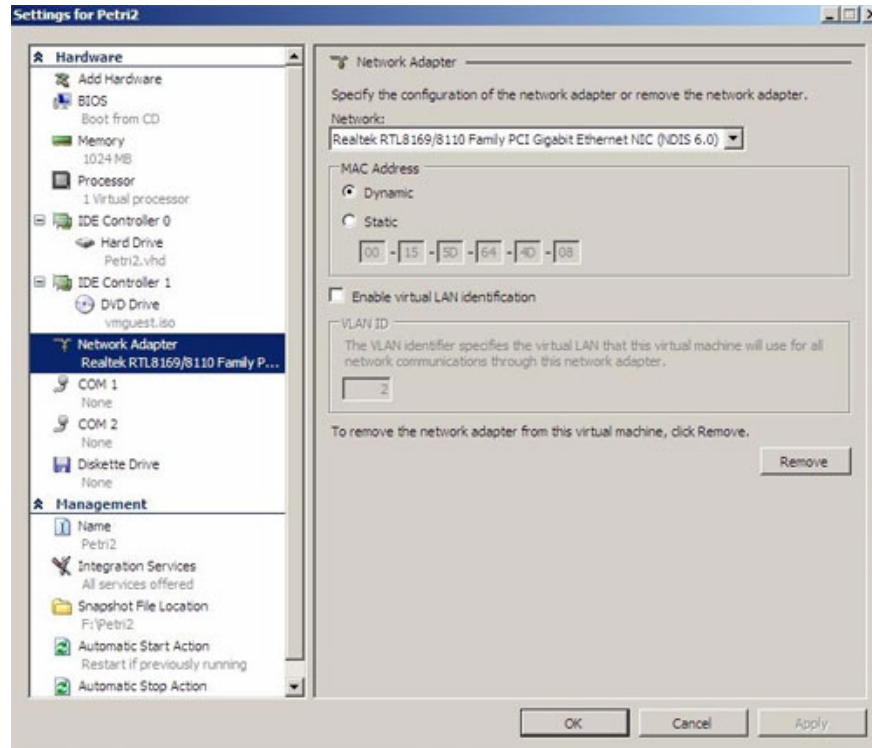 Settings for Petri2
Hardware
Add Hardware
BIOS
Boot from CD
Memory
1024 MB
Processor
1 Virtual processor
IDE Controller 0
Hard Drive
Petri2.vhd
IDE Controller 1
DVD Drive
vmguest.iso
Network Adapter
Realtek RTL8169/8110 Family P...
COM 1
None
COM 2
None
Diskette Drive
None
Management
Name
Petri2
Integration Services
All services offered
Snapshot File Location
F:\Petri2
Automatic Start Action
Restart if previously running
Automatic Stop Action
Network Adapter
Specify the configuration of the network adapter or remove the network adapter.
Network:
Realtek RTL8169/8110 Family PCI Gigabit Ethernet NIC (NDIS 6.0)
MAC Address
Dynamic
Static
00 - 15 - 5D - 64 - 4D - 08
Enable virtual LAN identification
VLAN ID
The VLAN identifier specifies the virtual LAN that this virtual machine will use for all
network communications through this network adapter.
2
To remove the network adapter from this virtual machine, click Remove.
Remove
OK Cancel Apply